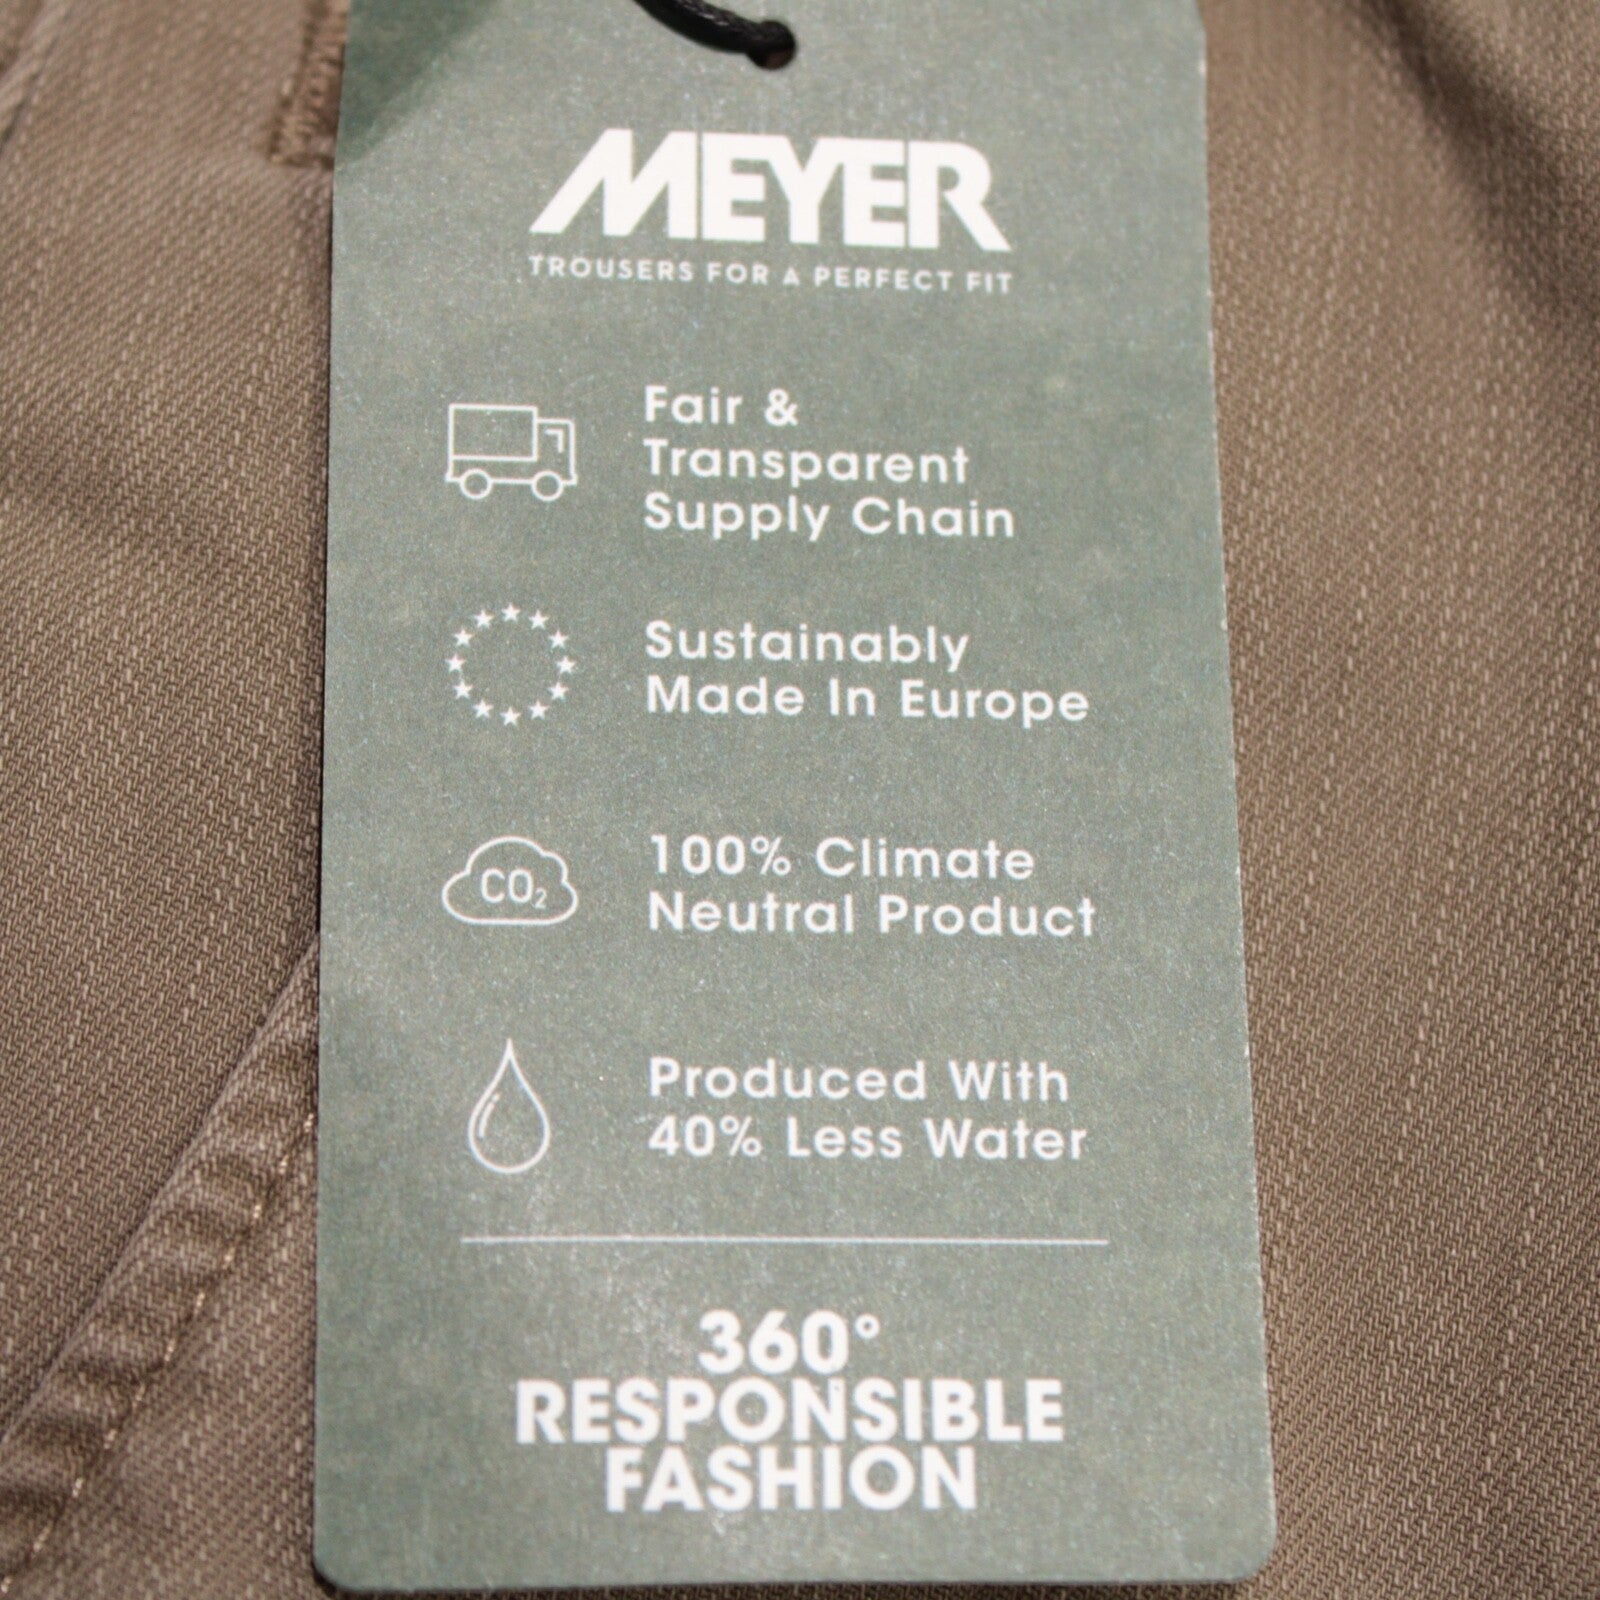 MEYER
TROUSERS FOR A PERFECT FIT
Fair &
Transparent
Supply Chain
Sustainably
Made In Europe
CO₂
100% Climate
Neutral Product
Produced With
40% Less Water
360°
RESPONSIBLE
FASHION